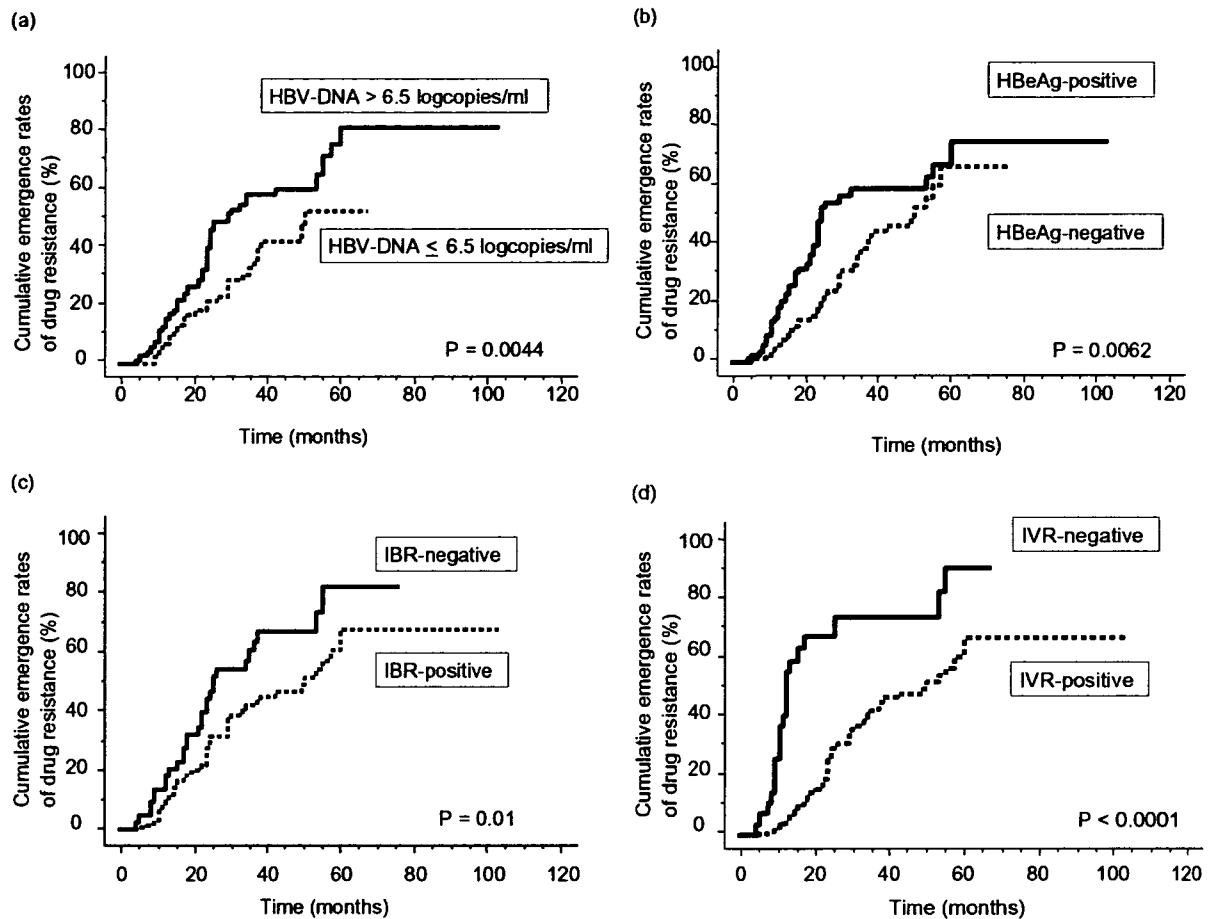 (a)
Cumulative emergence rates
of drug resistance (%)
100
80
60
40
20
0
HBV-DNA > 6.5 logcopies/ml
HBV-DNA ≤ 6.5 logcopies/ml
P = 0.0044
0 20 40 60 80 100 120
Time (months)
(b)
Cumulative emergence rates
of drug resistance (%)
100
80
60
40
20
0
HBeAg-positive
HBeAg-negative
P = 0.0062
0 20 40 60 80 100 120
Time (months)
(c)
Cumulative emergence rates
of drug resistance (%)
100
80
60
40
20
0
IBR-negative
IBR-positive
P = 0.01
0 20 40 60 80 100 120
Time (months)
(d)
Cumulative emergence rates
of drug resistance (%)
100
80
60
40
20
0
IVR-negative
IVR-positive
P < 0.0001
0 20 40 60 80 100 120
Time (months)